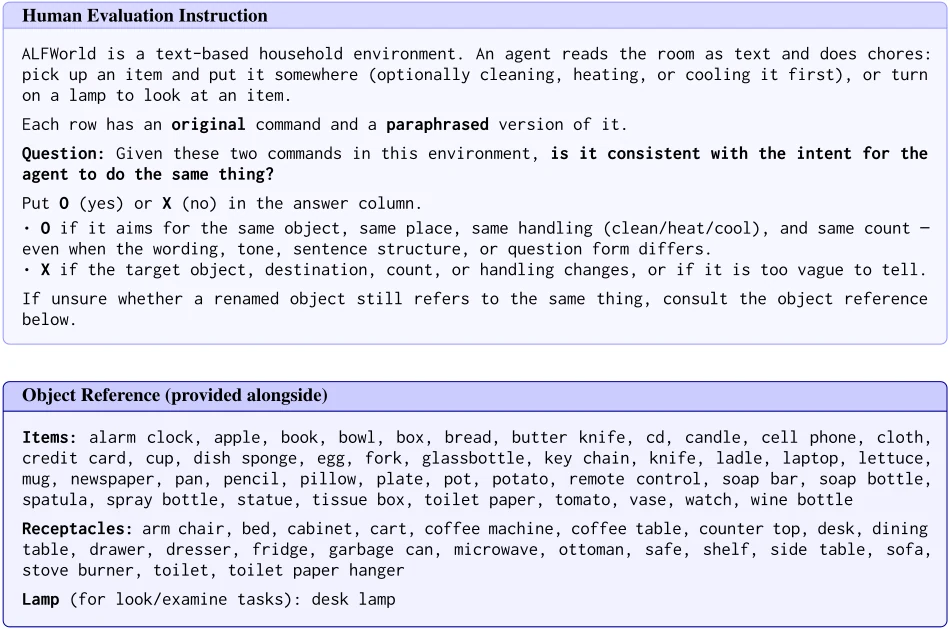 Human Evaluation Instruction
ALFWorld is a text-based household environment. An agent reads the room as text and does chores:
pick up an item and put it somewhere (optionally cleaning, heating, or cooling it first), or turn
on a lamp to look at an item.
Each row has an original command and a paraphrased version of it.
Question: Given these two commands in this environment, is it consistent with the intent for the
agent to do the same thing?
Put O (yes) or X (no) in the answer column.
· O if it aims for the same object, same place, same handling (clean/heat/cool), and same count —
even when the wording, tone, sentence structure, or question form differs.
· X if the target object, destination, count, or handling changes, or if it is too vague to tell.
If unsure whether a renamed object still refers to the same thing, consult the object reference
below.
Object Reference (provided alongside)
Items: alarm clock, apple, book, bowl, box, bread, butter knife, cd, candle, cell phone, cloth,
credit card, cup, dish sponge, egg, fork, glassbottle, key chain, knife, ladle, laptop, lettuce,
mug, newspaper, pan, pencil, pillow, plate, pot, potato, remote control, soap bar, soap bottle,
spatula, spray bottle, statue, tissue box, toilet paper, tomato, vase, watch, wine bottle
Receptacles: arm chair, bed, cabinet, cart, coffee machine, coffee table, counter top, desk, dining
table, drawer, dresser, fridge, garbage can, microwave, ottoman, safe, shelf, side table, sofa,
stove burner, toilet, toilet paper hanger
Lamp (for look/examine tasks): desk lamp